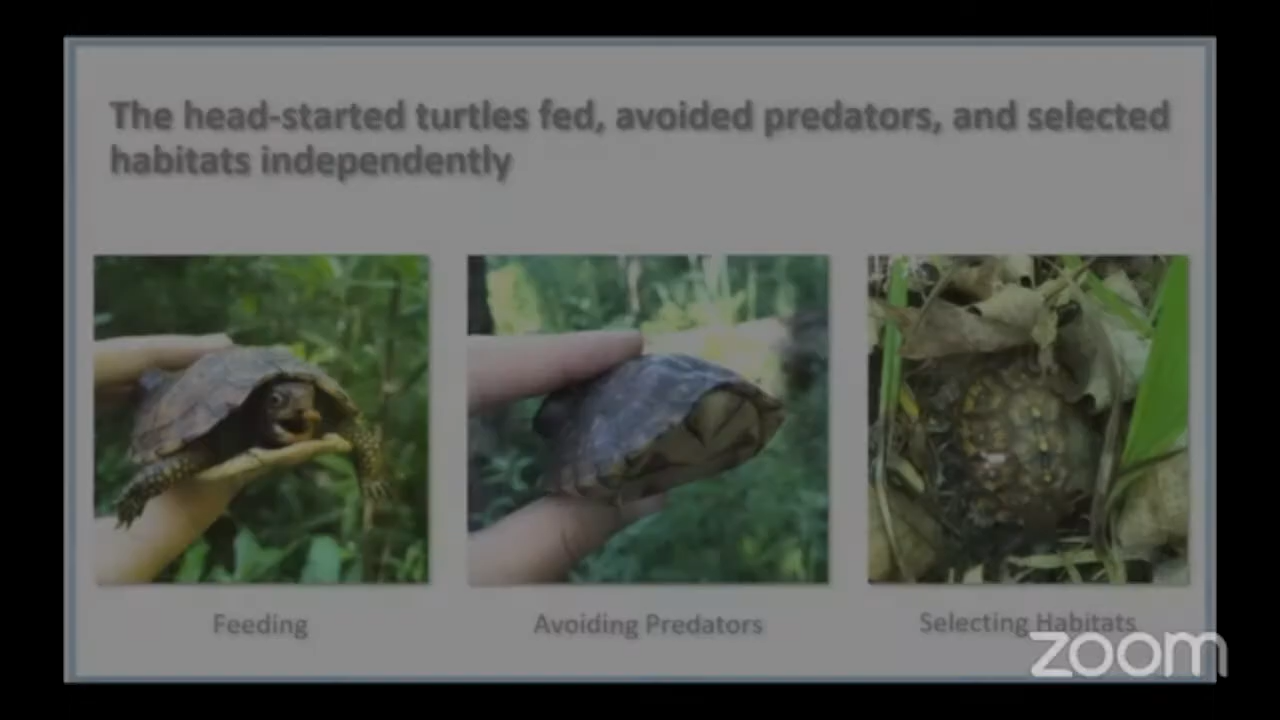 The head-started turtles fed, avoided predators, and selected
habitats independently
Feeding
Avoiding Predators
Selecting Habitats
zoom